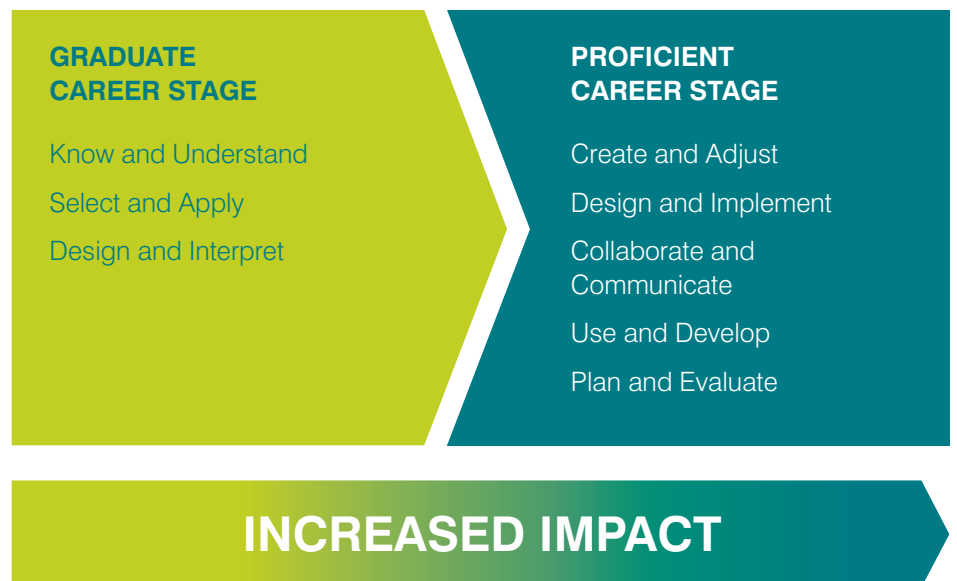 GRADUATE
CAREER STAGE
Know and Understand
Select and Apply
Design and Interpret
PROFICIENT
CAREER STAGE
Create and Adjust
Design and Implement
Collaborate and
Communicate
Use and Develop
Plan and Evaluate
INCREASED IMPACT